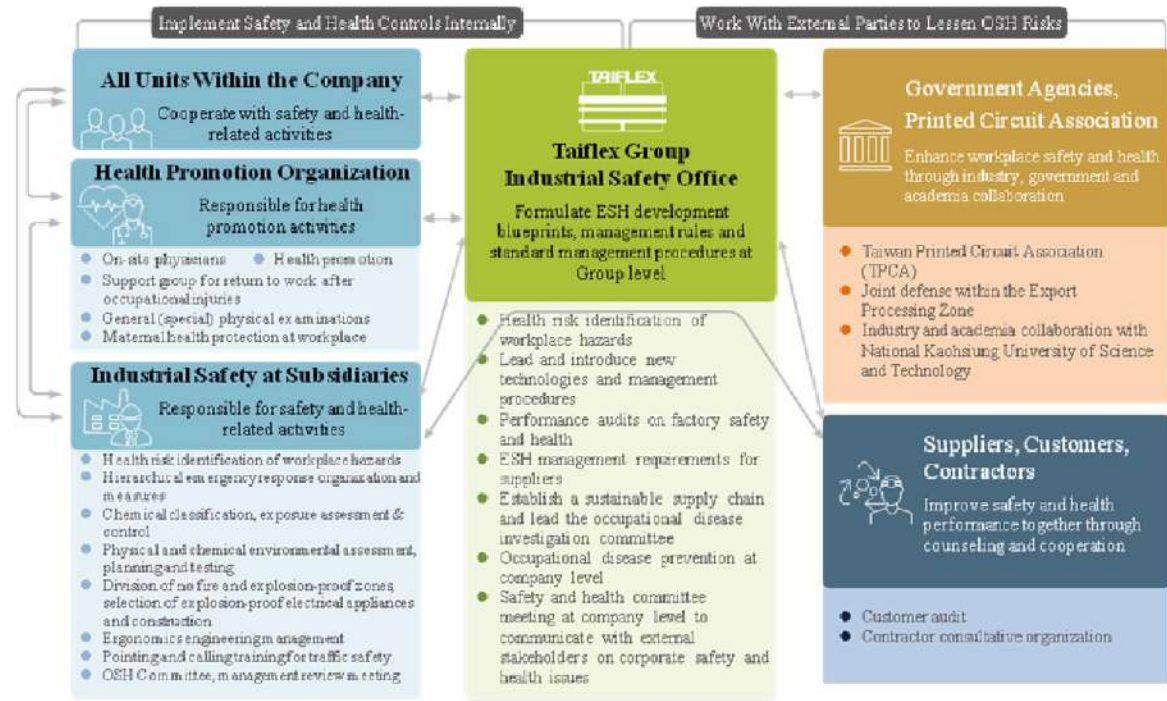 Implement Safety and Health Controls Internally
Work With External Parties to Lessen OSH Risks
All Units Within the Company
Cooperate with safety and health-
related activities
Health Promotion Organization
Responsible for health
promotion activities
On-site physicians
Health promotion
Support group for return to work after
occupational injuries
General (special) physical examinations
Maternal health protection at workplace
Industrial Safety at Subsidiaries
Responsible for safety and health-
related activities
Health risk identification of workplace hazards
Hierarchical emergency response organization and
measures
Chemical classification, exposure assessment &
control
Physical and chemical environmental assessment,
planning and testing
Division of no fire and explosion-proof zones,
selection of explosion-proof electrical appliances
and construction
Ergonomics engineering management
Pointing and calling training for traffic safety
OSH Committee, management review meeting
TAIFLEX
Taiflex Group
Industrial Safety Office
Formulate ESH development
blueprints, management rules and
standard management procedures at
Group level
Health risk identification of
workplace hazards
Lead and introduce new
technologies and management
procedures
Performance audits on factory safety
and health
ESH management requirements for
suppliers
Establish a sustainable supply chain
and lead the occupational disease
investigation committee
Occupational disease prevention at
company level
Safety and health committee
meeting at company level to
communicate with external
stakeholders on corporate safety and
health issues
Government Agencies,
Printed Circuit Association
Enhance workplace safety and health
through industry, government and
academia collaboration
Taiwan Printed Circuit Association
(TPCA)
Joint defense within the Export
Processing Zone
Industry and academia collaboration with
National Kaohsiung University of Science
and Technology
Suppliers, Customers,
Contractors
Improve safety and health
performance together through
counseling and cooperation
Customer audit
Contractor consultative organization